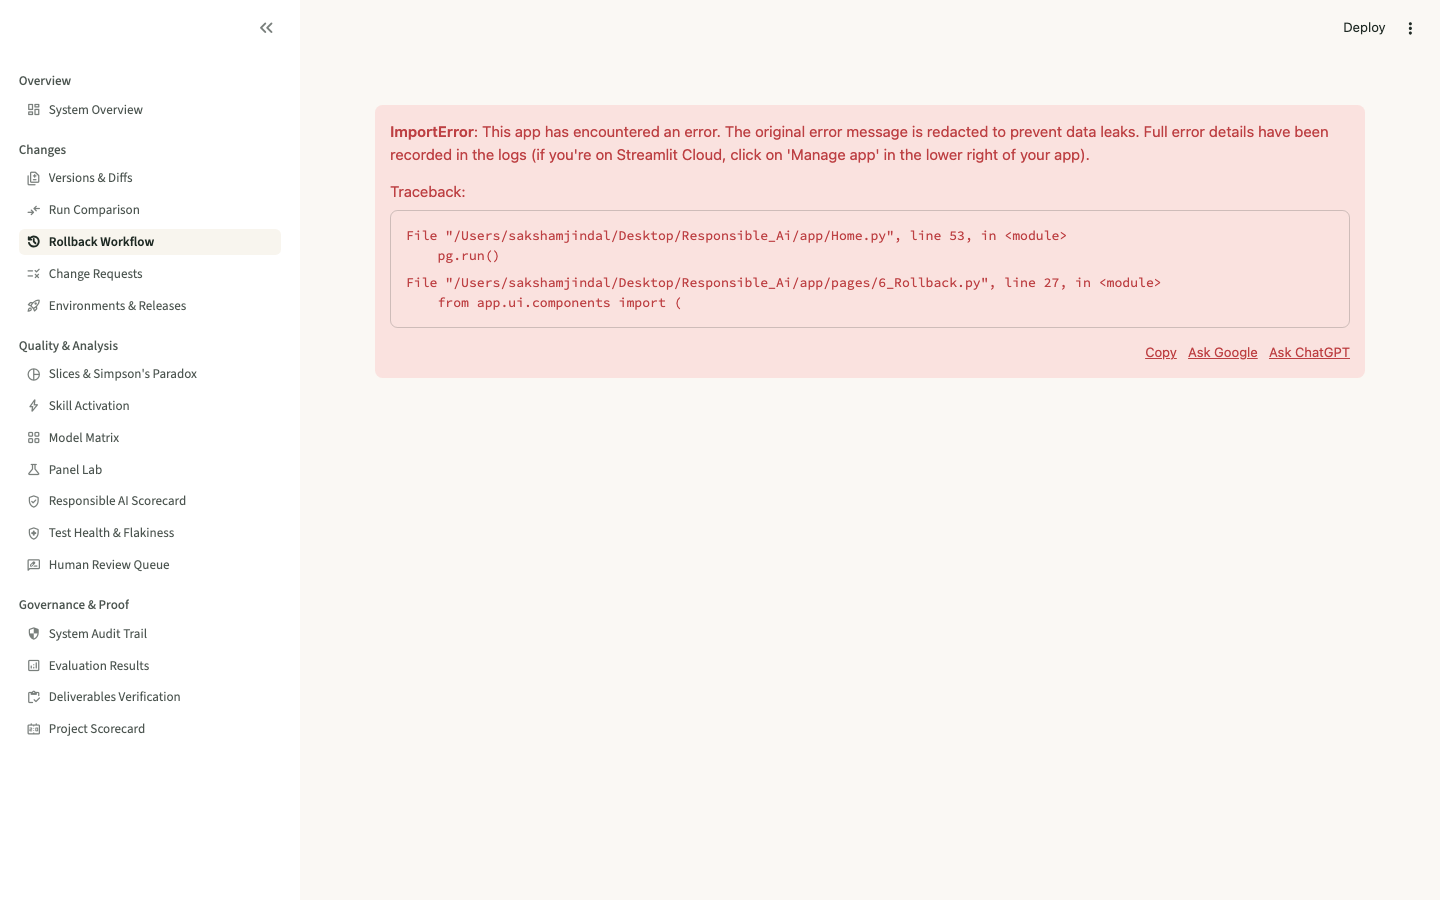 Deploy
Overview
System Overview
Changes
Versions & Diffs
Run Comparison
Rollback Workflow
Change Requests
Environments & Releases
Quality & Analysis
Slices & Simpson's Paradox
Skill Activation
Model Matrix
Panel Lab
Responsible AI Scorecard
Test Health & Flakiness
Human Review Queue
Governance & Proof
System Audit Trail
Evaluation Results
Deliverables Verification
Project Scorecard
ImportError: This app has encountered an error. The original error message is redacted to prevent data leaks. Full error details have been
recorded in the logs (if you're on Streamlit Cloud, click on 'Manage app' in the lower right of your app).
Traceback:
File "/Users/sakshamjindal/Desktop/Responsible_Ai/app/Home.py", line 53, in <module>
    pg.run()
File "/Users/sakshamjindal/Desktop/Responsible_Ai/app/pages/6_Rollback.py", line 27, in <module>
    from app.ui.components import (
Copy Ask Google Ask ChatGPT